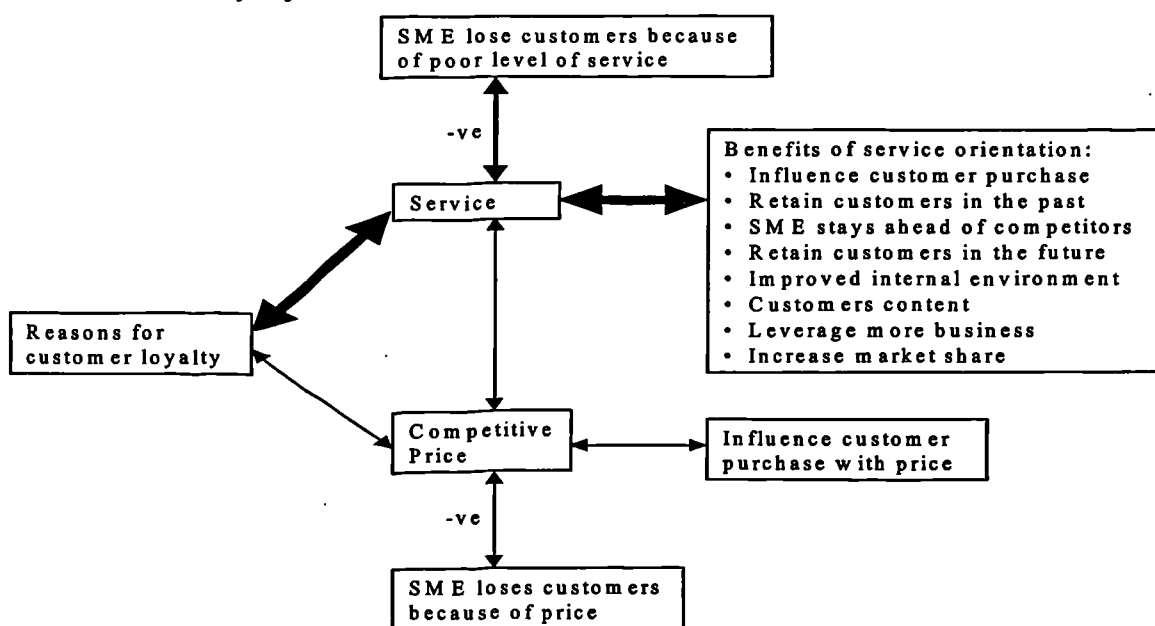 SME lose customers because
of poor level of service
-ve
Service
Benefits of service orientation:
• Influence customer purchase
• Retain customers in the past
• SME stays ahead of competitors
• Retain customers in the future
• Improved internal environment
• Customers content
• Leverage more business
• Increase market share
Reasons for
customer loyalty
Competitive
Price
Influence customer
purchase with price
-ve
SME loses customers
because of price